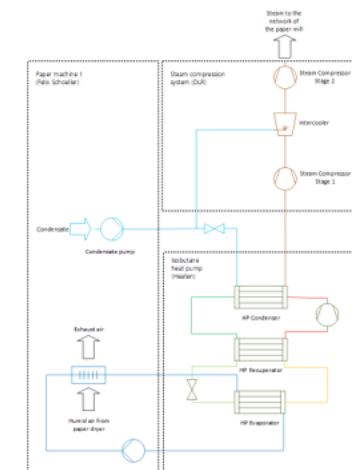 Steam to the
network of
the paper mill
Paper machine 1
(Felix Schoeller)
Steam compression
system (DLR)
Steam Compressor
Stage 2
Intercooler
Steam Compressor
Stage 1
Condensate
Condensate pump
Isobutane
heat pump
(Heaten)
HP Condenser
Exhaust air
HP Recuperator
Humid air from
paper dryer
HP Evaporator